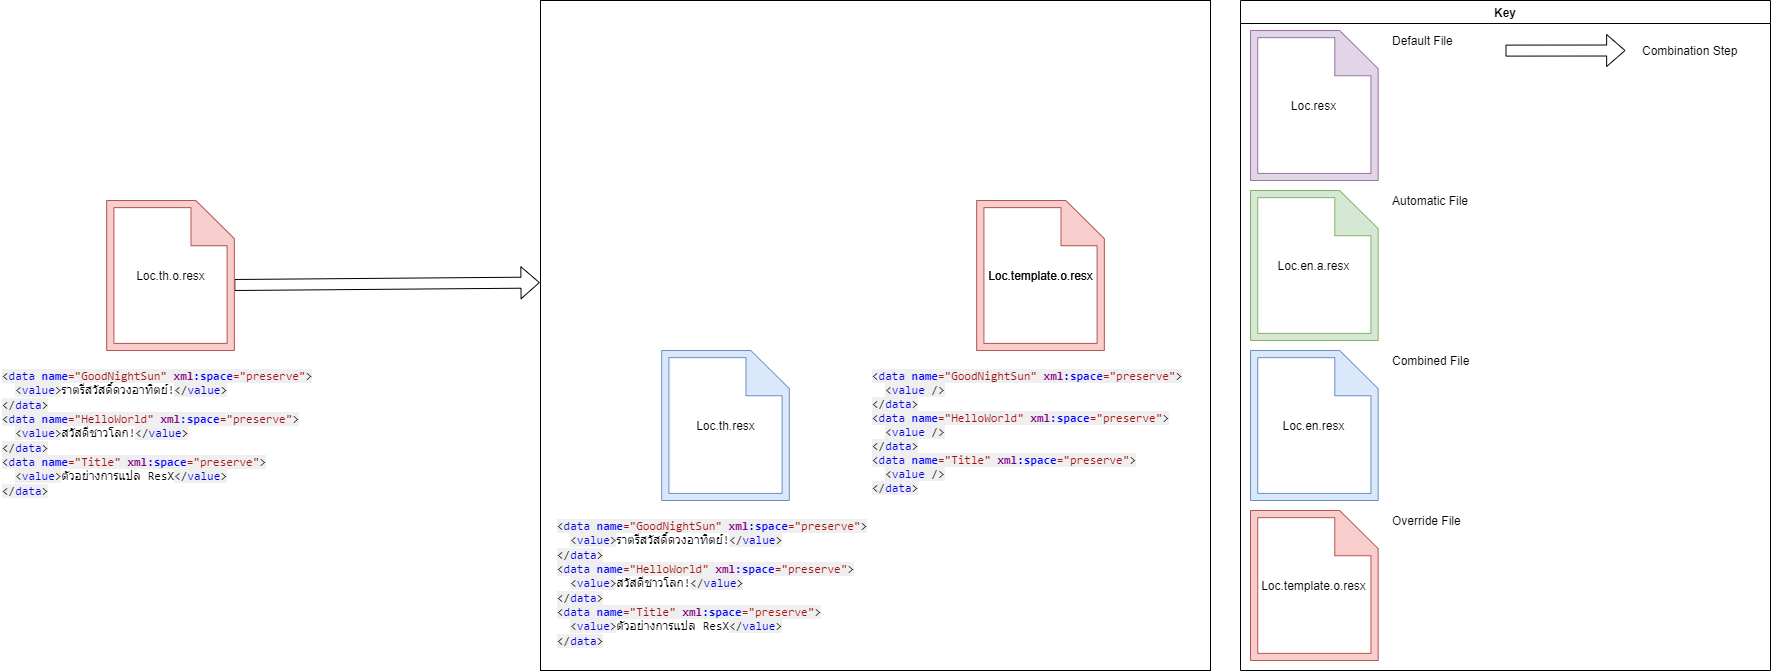 Loc.th.o.resx
<data name="GoodNightSun" xml:space="preserve">
<value>ราตรีสวัสดิ์ดวงอาทิตย์!</value>
</data>
<data name="HelloWorld" xml:space="preserve">
<value>สวัสดีชาวโลก!</value>
</data>
<data name="Title" xml:space="preserve">
<value>ตัวอย่างการแปล ResX</value>
</data>
Loc.th.resx
<data name="GoodNightSun" xml:space="preserve">
<value>ราตรีสวัสดิ์ดวงอาทิตย์!</value>
</data>
<data name="HelloWorld" xml:space="preserve">
<value>สวัสดีชาวโลก!</value>
</data>
<data name="Title" xml:space="preserve">
<value>ตัวอย่างการแปล ResX</value>
</data>
Loc.template.o.resx
<data name="GoodNightSun" xml:space="preserve">
<value />
</data>
<data name="HelloWorld" xml:space="preserve">
<value />
</data>
<data name="Title" xml:space="preserve">
<value />
</data>
Key
Loc.resx
Default File
Combination Step
Loc.en.a.resx
Automatic File
Loc.en.resx
Combined File
Loc.template.o.resx
Override File